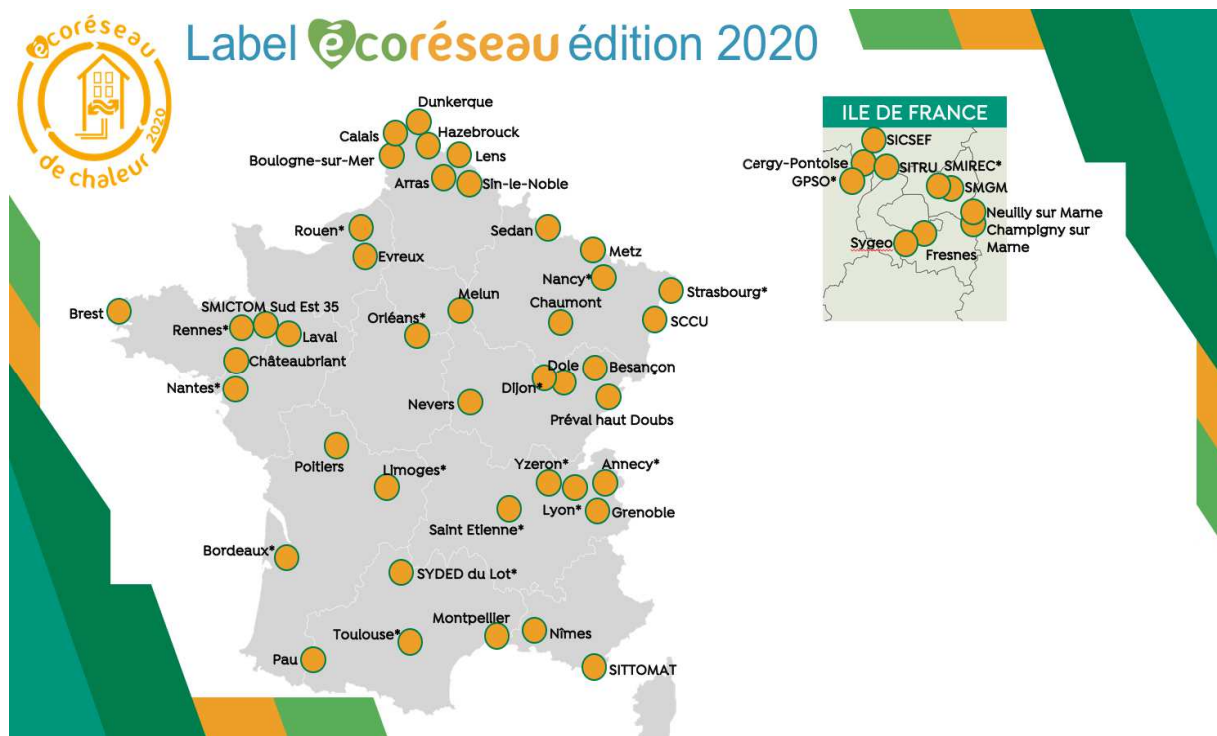 écoréseau
de chaleur
2020
Label écoréseau édition 2020
Dunkerque
Calais
Hazebrouck
Boulogne-sur-Mer
Lens
Arras
Sin-le-Noble
Rouen*
Sedan
Evreux
Metz
Nancy*
Strasbourg*
Melun
Chaumont
Brest
SMICTOM Sud Est 35
Rennes*
Laval
Orléans*
SCCU
Châteaubriant
Dole
Besançon
Nantes*
Dijon*
Nevers
Préval haut Doubs
Poitiers
Limoges*
Yzeron*
Annecy*
Lyon*
Grenoble
Saint Etienne*
Bordeaux*
SYDED du Lot*
Montpellier
Toulouse*
Nîmes
Pau
SITTOMAT
ILE DE FRANCE
SICSEF
Cergy-Pontoise
SITRU
SMIREC*
GPSO*
SMGM
Neuilly sur Marne
Champigny sur
Marne
Sygeo
Fresnes